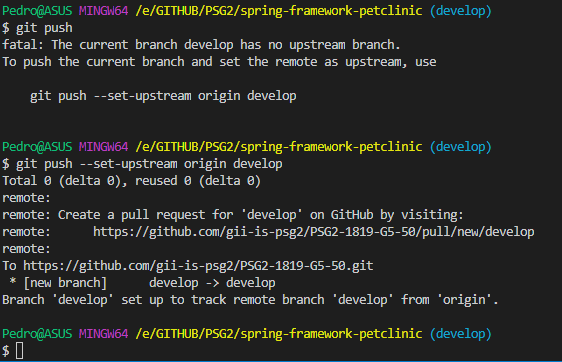 Pedro@ASUS MINGW64 /e/GITHUB/PSG2/spring-framework-petclinic (develop)
$ git push
fatal: The current branch develop has no upstream branch.
To push the current branch and set the remote as upstream, use
    git push --set-upstream origin develop
Pedro@ASUS MINGW64 /e/GITHUB/PSG2/spring-framework-petclinic (develop)
$ git push --set-upstream origin develop
Total 0 (delta 0), reused 0 (delta 0)
remote:
remote: Create a pull request for 'develop' on GitHub by visiting:
remote:      https://github.com/gii-is-psg2/PSG2-1819-G5-50/pull/new/develop
remote:
To https://github.com/gii-is-psg2/PSG2-1819-G5-50.git
 * [new branch]      develop -> develop
Branch 'develop' set up to track remote branch 'develop' from 'origin'.
Pedro@ASUS MINGW64 /e/GITHUB/PSG2/spring-framework-petclinic (develop)
$